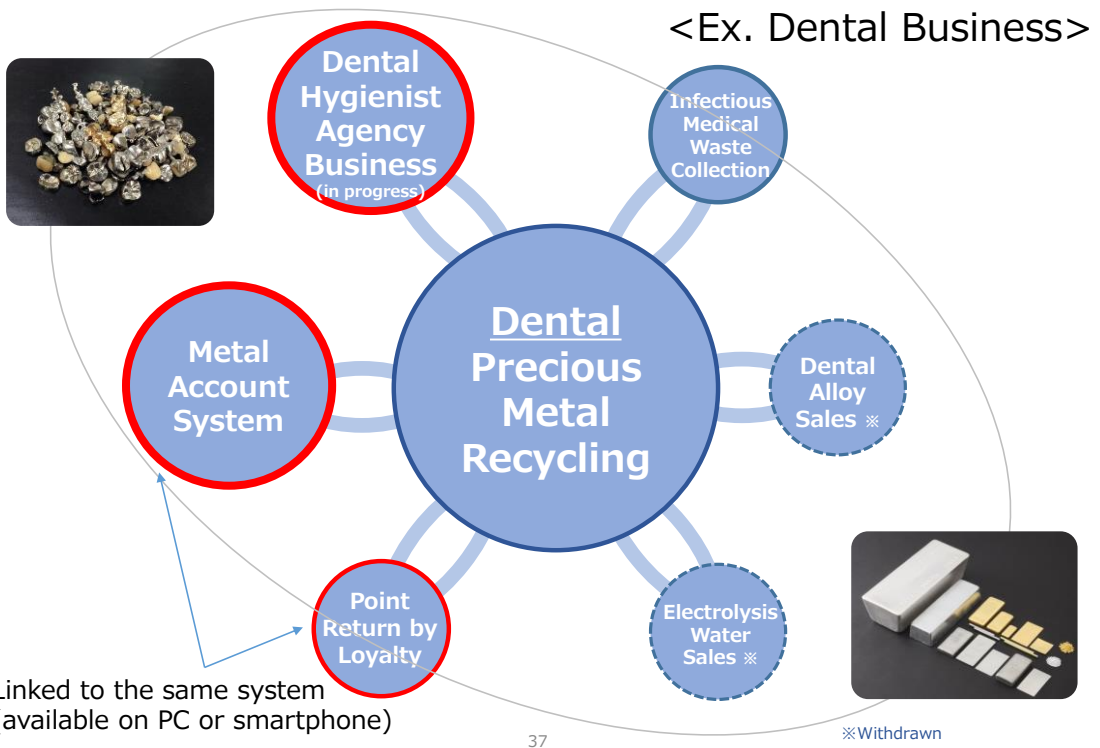 <Ex. Dental Business>
Dental
Hygienist
Agency
Business
(in progress)
Infectious
Medical
Waste
Collection
Dental
Precious
Metal
Recycling
Metal
Account
System
Dental
Alloy
Sales ※
Point
Return by
Loyalty
Electrolysis
Water
Sales ※
Linked to the same system
(available on PC or smartphone)
37
※Withdrawn